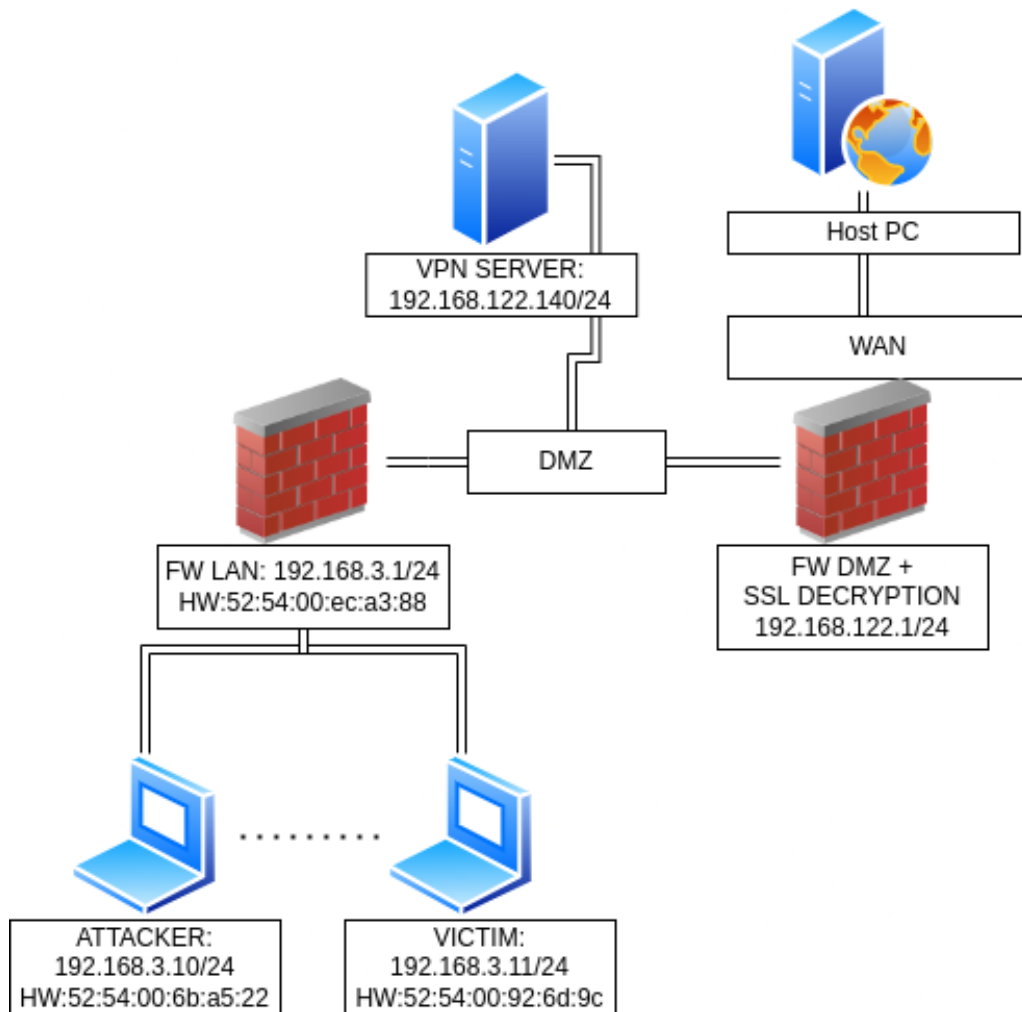 Host PC
VPN SERVER:
192.168.122.140/24
WAN
DMZ
FW LAN: 192.168.3.1/24
HW:52:54:00:ec:a3:88
FW DMZ +
SSL DECRYPTION
192.168.122.1/24
ATTACKER:
192.168.3.10/24
HW:52:54:00:6b:a5:22
VICTIM:
192.168.3.11/24
HW:52:54:00:92:6d:9c